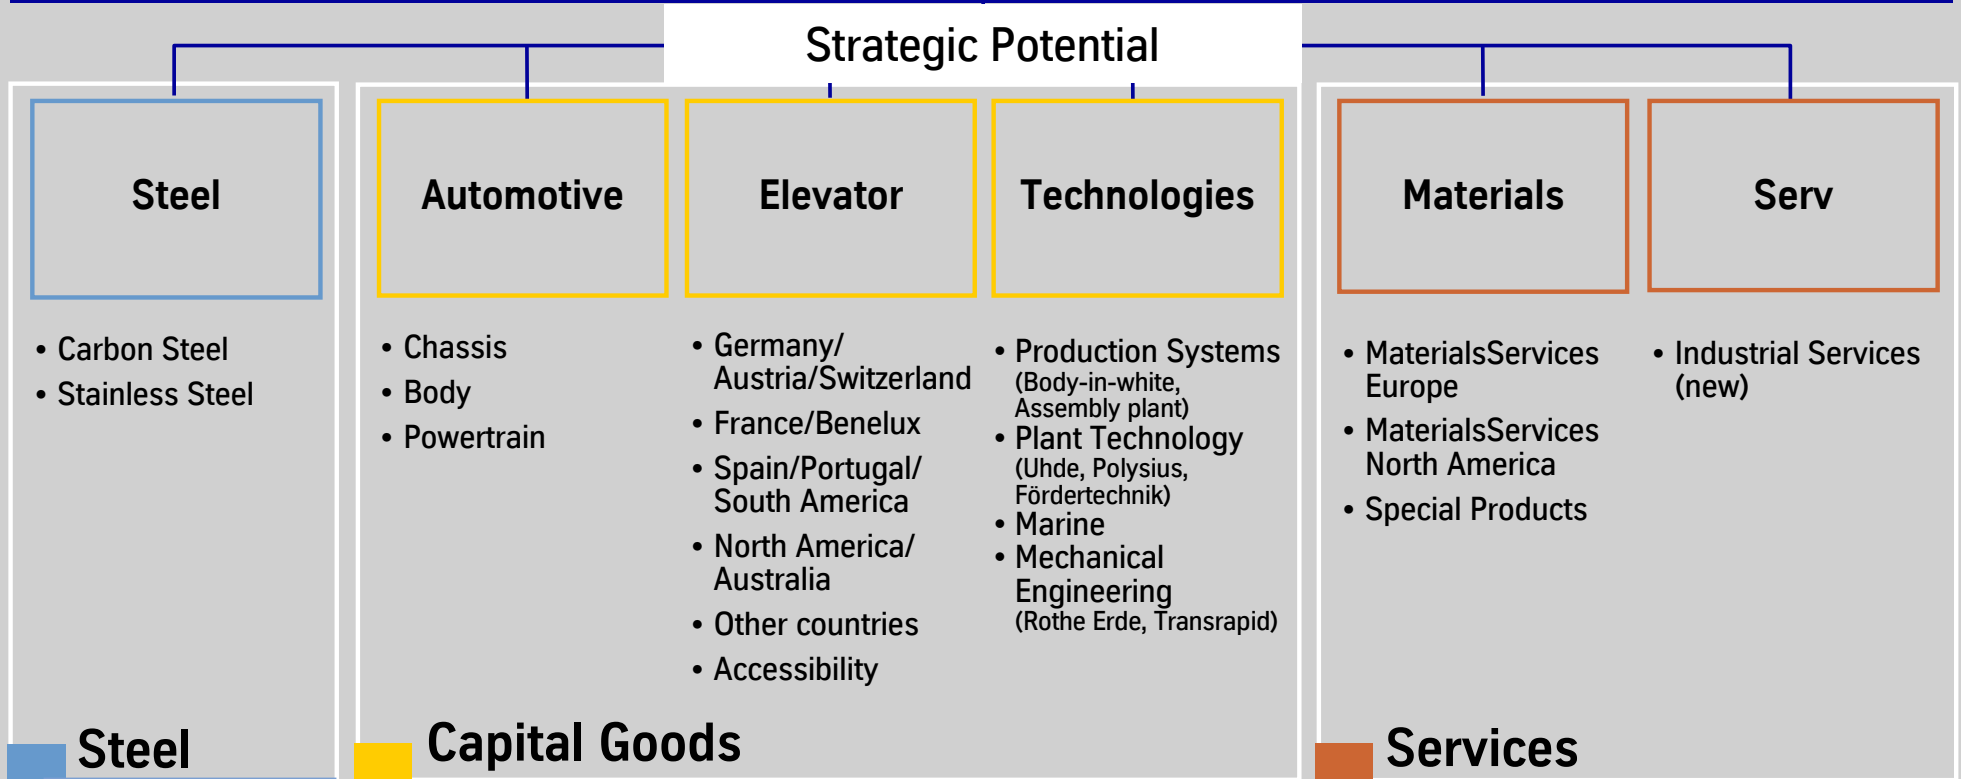 Strategic Potential
Steel
Automotive
Elevator
Technologies
Materials
Serv
• Carbon Steel
• Stainless Steel
• Chassis
• Body
• Powertrain
• Germany/
Austria/Switzerland
• France/Benelux
• Spain/Portugal/
South America
• North America/
Australia
• Other countries
• Accessibility
• Production Systems
(Body-in-white,
Assembly plant)
• Plant Technology
(Uhde, Polysius,
Fördertechnik)
• Marine
• Mechanical
Engineering
(Rothe Erde, Transrapid)
• MaterialsServices
Europe
• MaterialsServices
North America
• Special Products
• Industrial Services
(new)
Steel
Capital Goods
Services